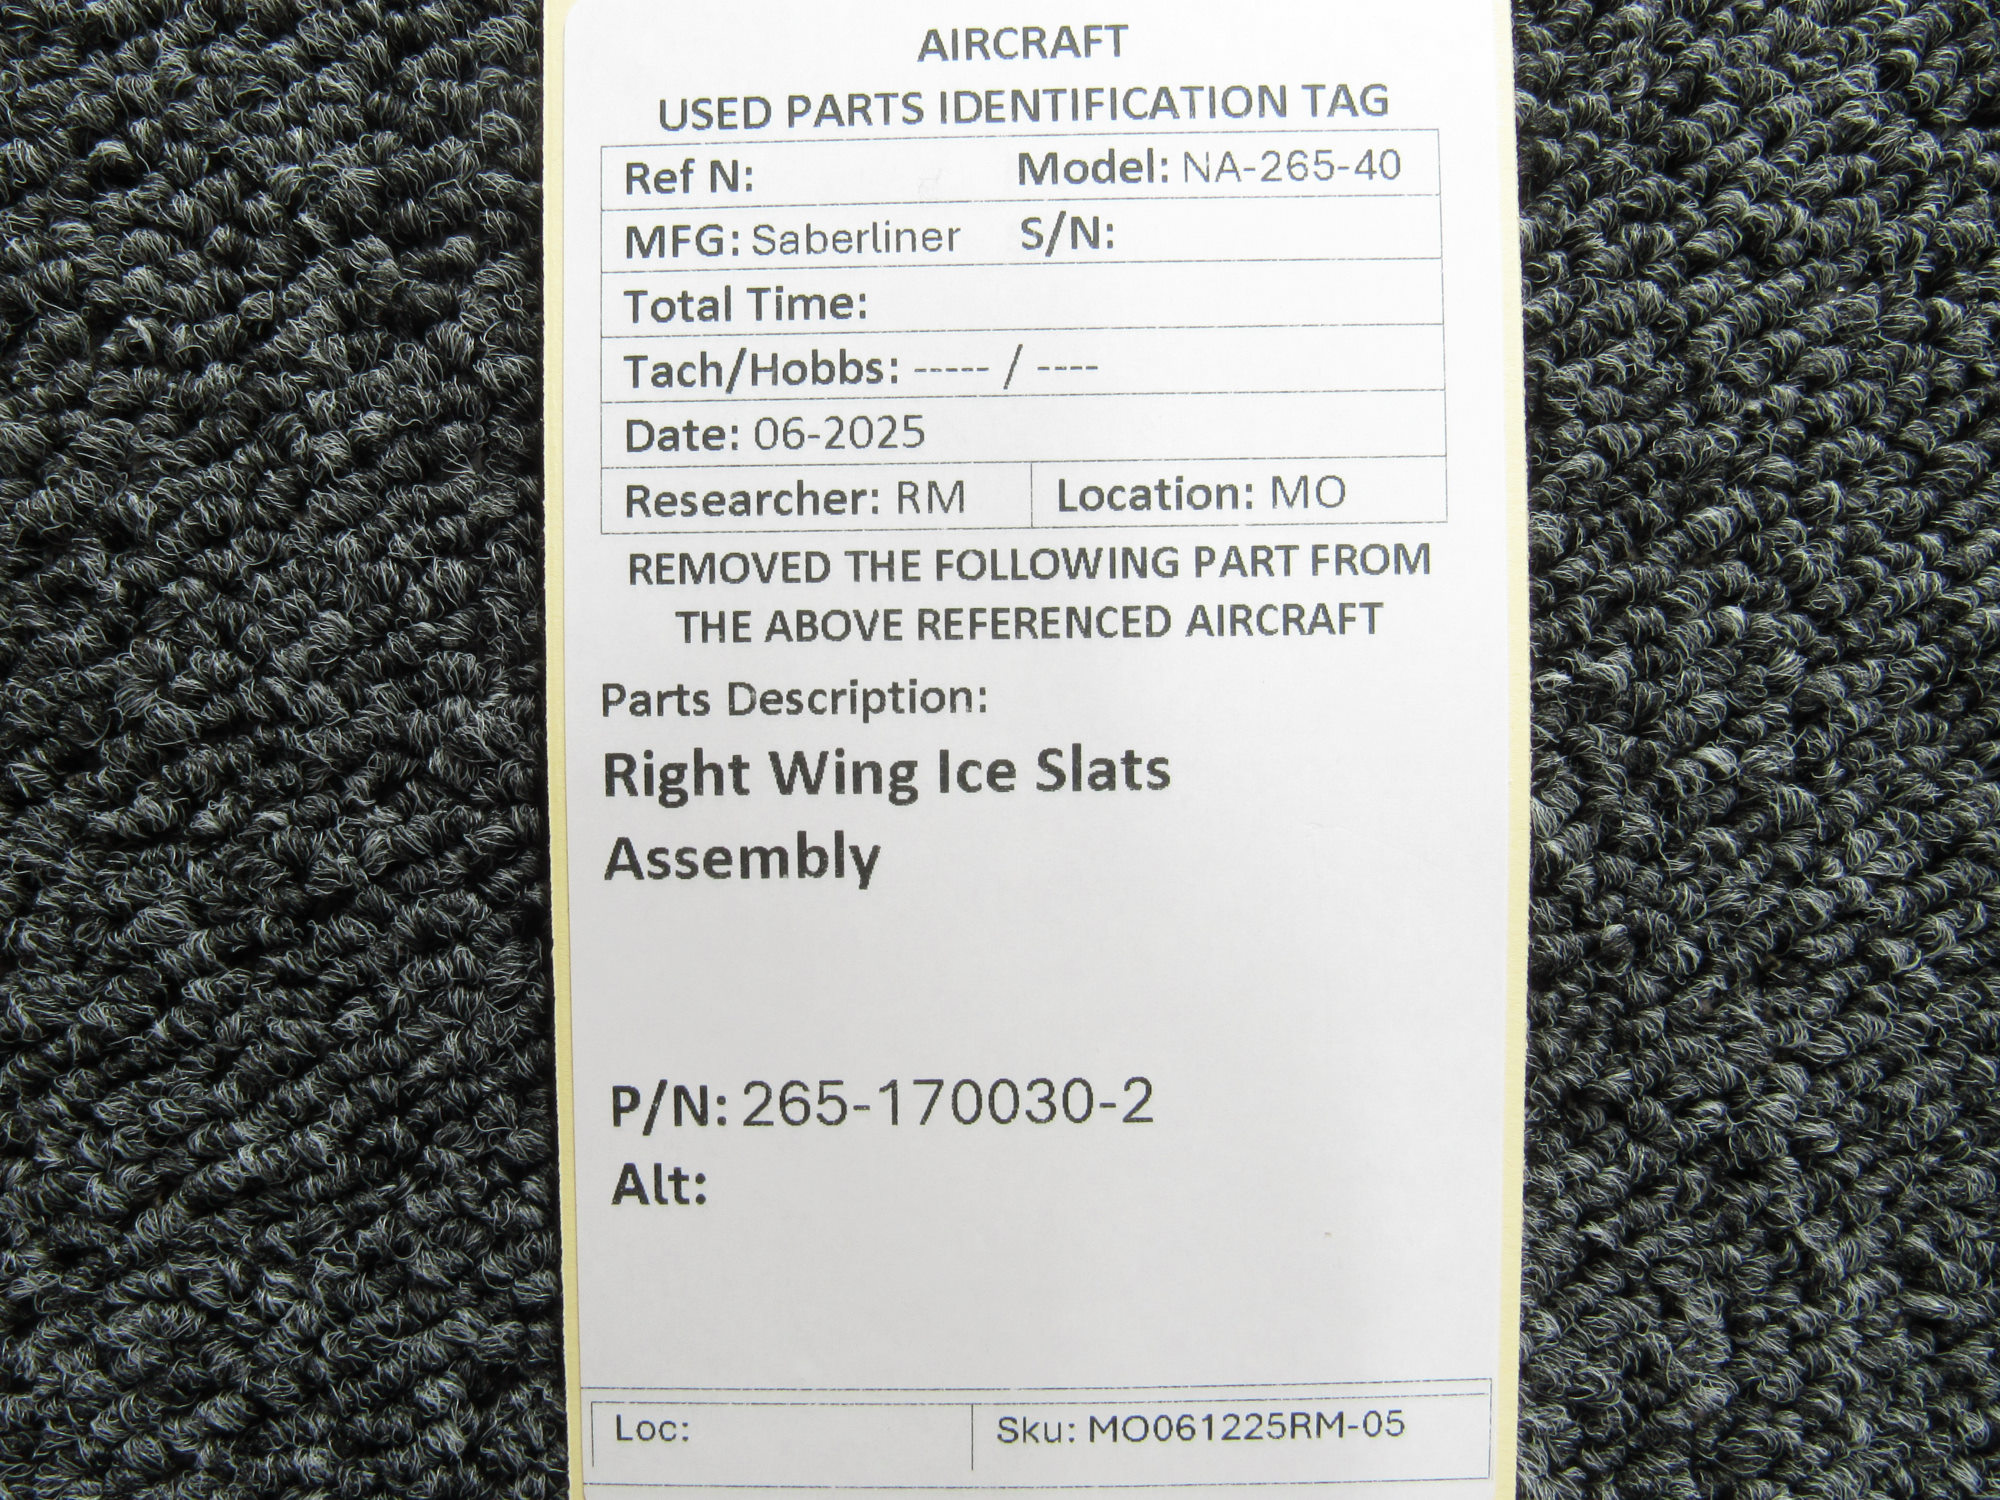 AIRCRAFT
USED PARTS IDENTIFICATION TAG
Ref N: Model: NA-265-40
MFG: Saberliner S/N:
Total Time:
Tach/Hobbs: ----- / ----
Date: 06-2025
Researcher: RM Location: MO
REMOVED THE FOLLOWING PART FROM
THE ABOVE REFERENCED AIRCRAFT
Parts Description:
Right Wing Ice Slats
Assembly
P/N: 265-170030-2
Alt:
Loc: Sku: MO061225RM-05